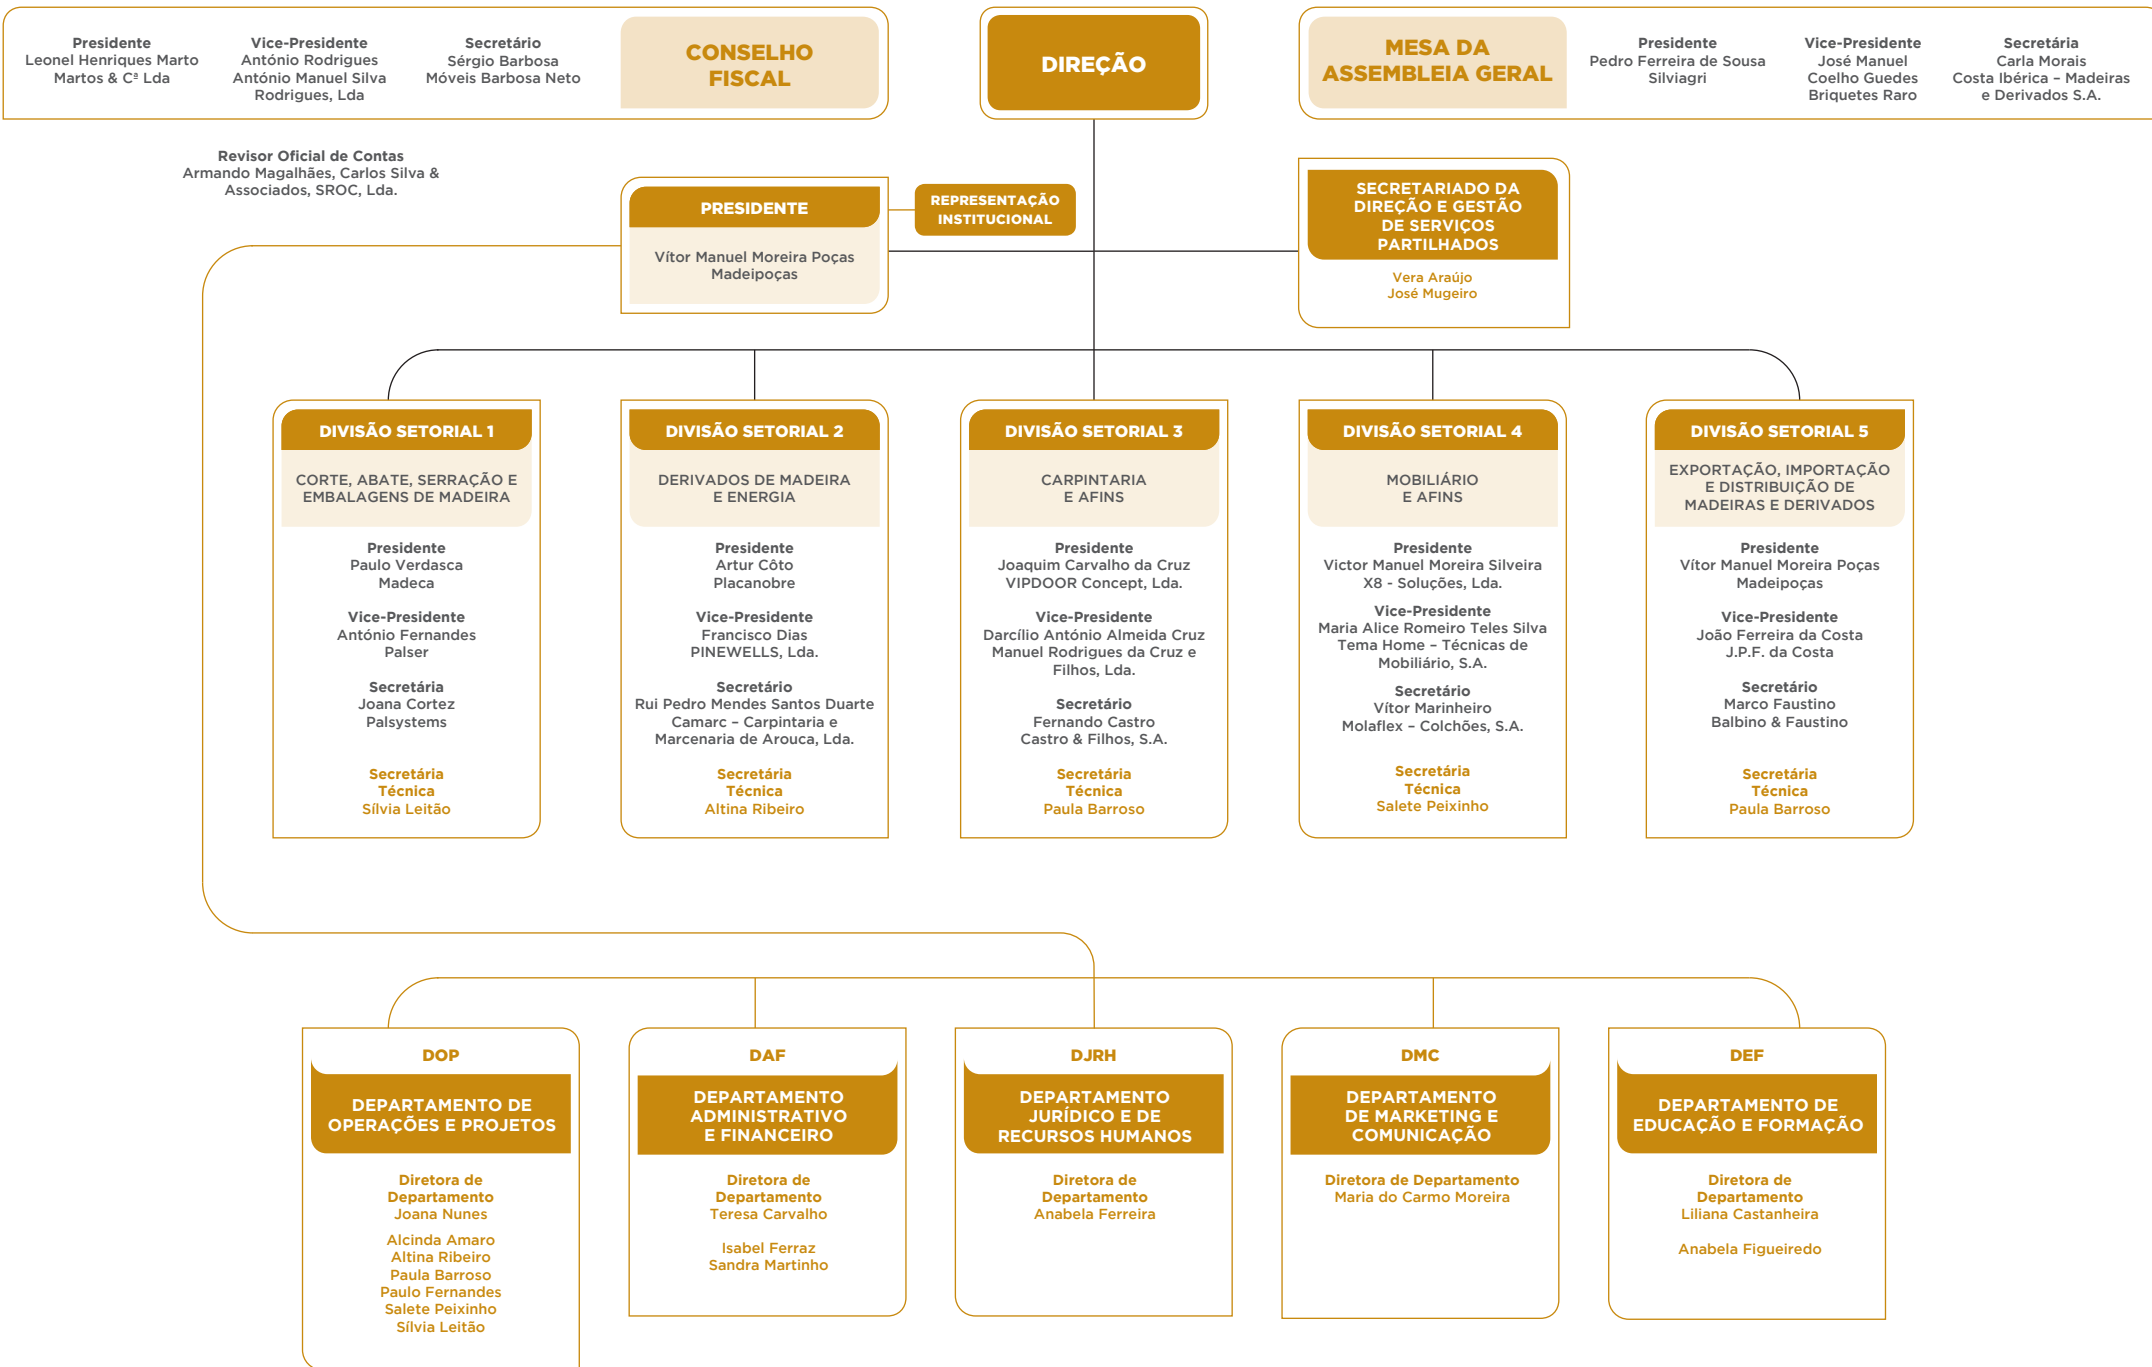 Presidente
Leonel Henriques Marto
Martos & Cª Lda
Vice-Presidente
António Rodrigues
António Manuel Silva
Rodrigues, Lda
Secretário
Sérgio Barbosa
Móveis Barbosa Neto
CONSELHO
FISCAL
DIREÇÃO
MESA DA
ASSEMBLEIA GERAL
Presidente
Pedro Ferreira de Sousa
Silviagri
Vice-Presidente
José Manuel
Coelho Guedes
Briquetes Raro
Secretária
Carla Morais
Costa Ibérica – Madeiras
e Derivados S.A.
Revisor Oficial de Contas
Armando Magalhães, Carlos Silva &
Associados, SROC, Lda.
PRESIDENTE
Vítor Manuel Moreira Poças
Madeipoças
REPRESENTAÇÃO
INSTITUCIONAL
SECRETARIADO DA
DIREÇÃO E GESTÃO
DE SERVIÇOS
PARTILHADOS
Vera Araújo
José Mugeiro
DIVISÃO SETORIAL 1
CORTE, ABATE, SERRAÇÃO E
EMBALAGENS DE MADEIRA
Presidente
Paulo Verdasca
Madeca
Vice-Presidente
António Fernandes
Palser
Secretária
Joana Cortez
Palsystems
Secretária
Técnica
Sílvia Leitão
DIVISÃO SETORIAL 2
DERIVADOS DE MADEIRA
E ENERGIA
Presidente
Artur Côto
Placanobre
Vice-Presidente
Francisco Dias
PINEWELLS, Lda.
Secretário
Rui Pedro Mendes Santos Duarte
Camarc – Carpintaria e
Marcenaria de Arouca, Lda.
Secretária
Técnica
Altina Ribeiro
DIVISÃO SETORIAL 3
CARPINTARIA
E AFINS
Presidente
Joaquim Carvalho da Cruz
VIPDOOR Concept, Lda.
Vice-Presidente
Darcílio António Almeida Cruz
Manuel Rodrigues da Cruz e
Filhos, Lda.
Secretário
Fernando Castro
Castro & Filhos, S.A.
Secretária
Técnica
Paula Barroso
DIVISÃO SETORIAL 4
MOBILIÁRIO
E AFINS
Presidente
Victor Manuel Moreira Silveira
X8 - Soluções, Lda.
Vice-Presidente
Maria Alice Romeiro Teles Silva
Tema Home – Técnicas de
Mobiliário, S.A.
Secretário
Vítor Marinheiro
Molaflex – Colchões, S.A.
Secretária
Técnica
Salete Peixinho
DIVISÃO SETORIAL 5
EXPORTAÇÃO, IMPORTAÇÃO
E DISTRIBUIÇÃO DE
MADEIRAS E DERIVADOS
Presidente
Vítor Manuel Moreira Poças
Madeipoças
Vice-Presidente
João Ferreira da Costa
J.P.F. da Costa
Secretário
Marco Faustino
Balbino & Faustino
Secretária
Técnica
Paula Barroso
DOP
DEPARTAMENTO DE
OPERAÇÕES E PROJETOS
Diretora de
Departamento
Joana Nunes
Alcinda Amaro
Altina Ribeiro
Paula Barroso
Paulo Fernandes
Salete Peixinho
Sílvia Leitão
DAF
DEPARTAMENTO
ADMINISTRATIVO
E FINANCEIRO
Diretora de
Departamento
Teresa Carvalho
Isabel Ferraz
Sandra Martinho
DJRH
DEPARTAMENTO
JURÍDICO E DE
RECURSOS HUMANOS
Diretora de
Departamento
Anabela Ferreira
DMC
DEPARTAMENTO
DE MARKETING E
COMUNICAÇÃO
Diretora de Departamento
Maria do Carmo Moreira
DEF
DEPARTAMENTO DE
EDUCAÇÃO E FORMAÇÃO
Diretora de
Departamento
Liliana Castanheira
Anabela Figueiredo